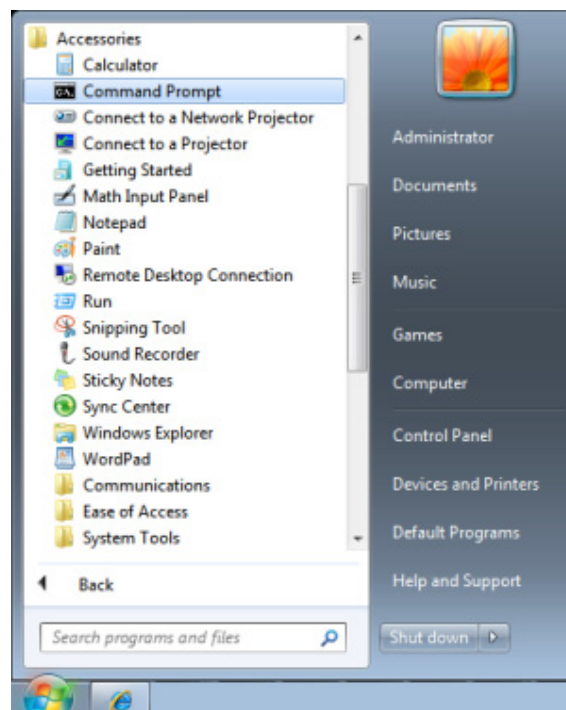 Accessories
Calculator
Command Prompt
Connect to a Network Projector
Connect to a Projector
Getting Started
Math Input Panel
Notepad
Paint
Remote Desktop Connection
Run
Snipping Tool
Sound Recorder
Sticky Notes
Sync Center
Windows Explorer
WordPad
Communications
Ease of Access
System Tools
Back
Search programs and files
Administrator
Documents
Pictures
Music
Games
Computer
Control Panel
Devices and Printers
Default Programs
Help and Support
Shut down